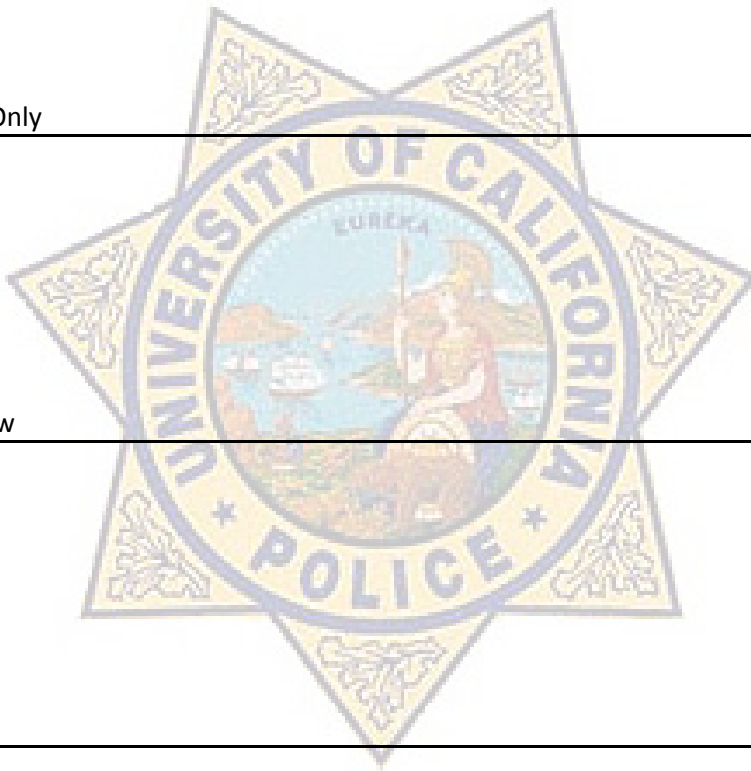 Only
UNIVERSITY OF CALIFORNIA
EUREKA
w
* POLICE *